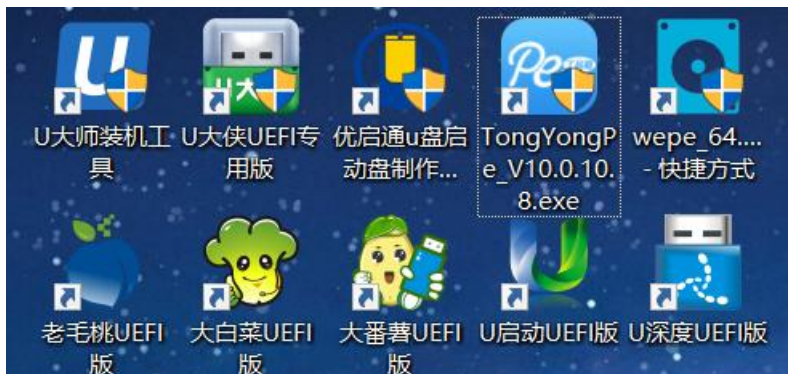 U大师装机工具
U大侠UEFI专用版
优启通u盘启动盘制作...
TongYongPe_V10.0.10.8.exe
wepe_64.... - 快捷方式
老毛桃UEFI版
大白菜UEFI版
大番薯UEFI版
U启动UEFI版
U深度UEFI版